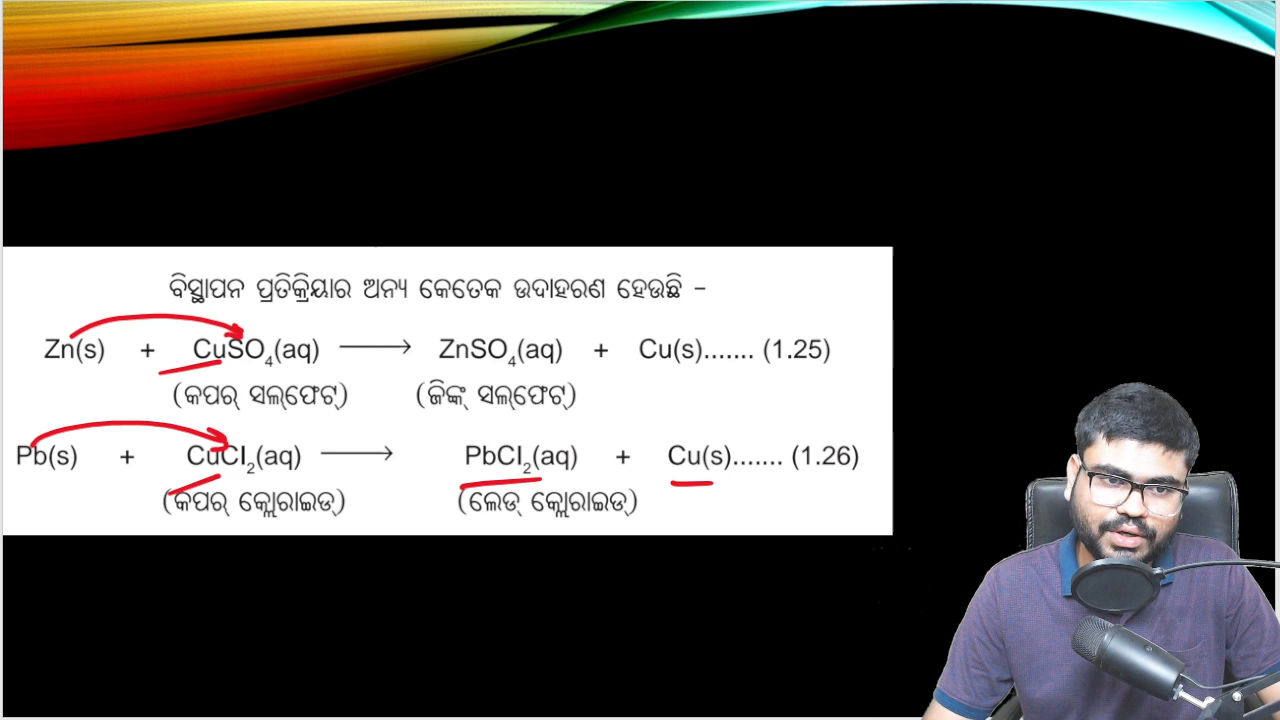 ବିସ୍ଥାପନ ପ୍ରତିକ୍ରିୟାର ଅନ୍ୟ କେତେକ ଉଦାହରଣ ହେଉଛି –
Zn(s) + CuSO₄(aq) ⟶ ZnSO₄(aq) + Cu(s)....... (1.25)
(କପର୍ ସଲ୍‌ଫେଟ୍) (ଜିଙ୍କ୍ ସଲ୍‌ଫେଟ୍)
Pb(s) + CuCl₂(aq) ⟶ PbCl₂(aq) + Cu(s)....... (1.26)
(କପର୍ କ୍ଲୋରାଇଡ୍) (ଲେଡ୍ କ୍ଲୋରାଇଡ୍)